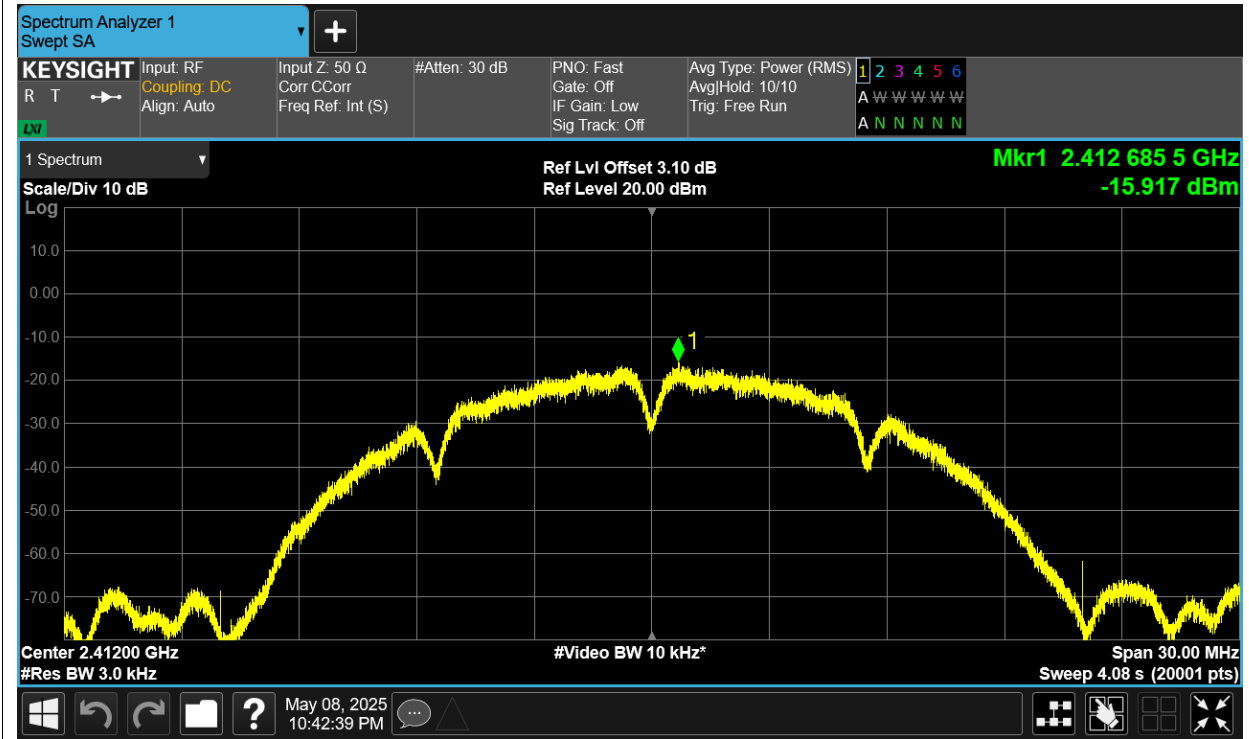 Spectrum Analyzer 1
Swept SA
KEYSIGHT
R T
LXI
Input: RF
Coupling: DC
Align: Auto
Input Z: 50 Ω
Corr CCorr
Freq Ref: Int (S)
#Atten: 30 dB
PNO: Fast
Gate: Off
IF Gain: Low
Sig Track: Off
Avg Type: Power (RMS)
Avg|Hold: 10/10
Trig: Free Run
1 2 3 4 5 6
A W W W W W
A N N N N N
1 Spectrum
Scale/Div 10 dB
Log
Ref Lvl Offset 3.10 dB
Ref Level 20.00 dBm
Mkr1 2.412 685 5 GHz
-15.917 dBm
10.0
0.00
-10.0
1
-20.0
-30.0
-40.0
-50.0
-60.0
-70.0
Center 2.41200 GHz
#Video BW 10 kHz*
Span 30.00 MHz
#Res BW 3.0 kHz
Sweep 4.08 s (20001 pts)
?
May 08, 2025
10:42:39 PM